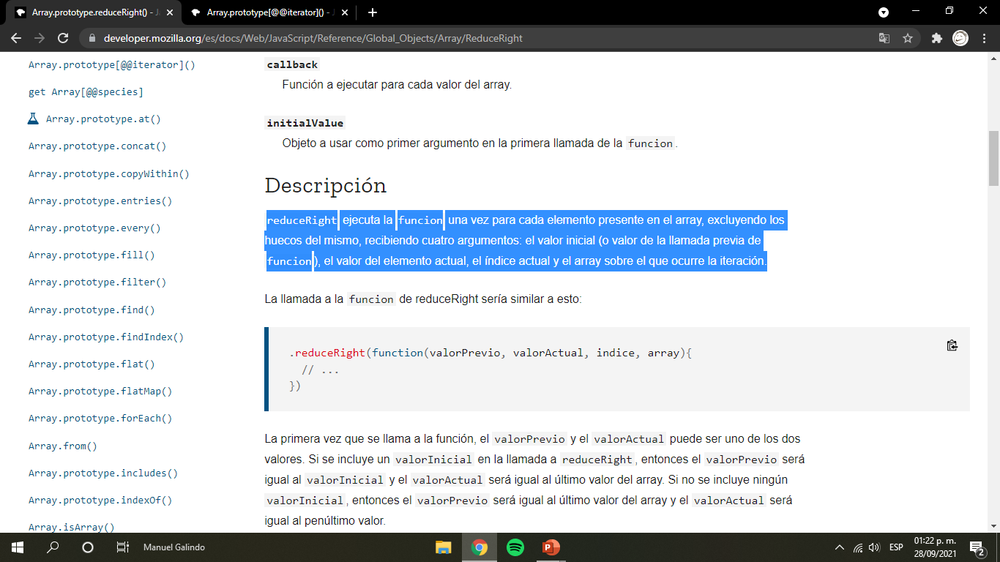 Array.prototype.reduceRight() - J
Array.prototype[@@iterator]() - J
developer.mozilla.org/es/docs/Web/JavaScript/Reference/Global_Objects/Array/ReduceRight
Array.prototype[@@iterator]()
get Array[@@species]
Array.prototype.at()
Array.prototype.concat()
Array.prototype.copyWithin()
Array.prototype.entries()
Array.prototype.every()
Array.prototype.fill()
Array.prototype.filter()
Array.prototype.find()
Array.prototype.findIndex()
Array.prototype.flat()
Array.prototype.flatMap()
Array.prototype.forEach()
Array.from()
Array.prototype.includes()
Array.prototype.indexOf()
Array.isArray()
callback
Función a ejecutar para cada valor del array.
initialValue
Objeto a usar como primer argumento en la primera llamada de la funcion.
Descripción
reduceRight ejecuta la funcion una vez para cada elemento presente en el array, excluyendo los
huecos del mismo, recibiendo cuatro argumentos: el valor inicial (o valor de la llamada previa de
funcion), el valor del elemento actual, el índice actual y el array sobre el que ocurre la iteración.
La llamada a la funcion de reduceRight sería similar a esto:
.reduceRight(function(valorPrevio, valorActual, indice, array){
// ...
})
La primera vez que se llama a la función, el valorPrevio y el valorActual puede ser uno de los dos
valores. Si se incluye un valorInicial en la llamada a reduceRight, entonces el valorPrevio será
igual al valorInicial y el valorActual será igual al último valor del array. Si no se incluye ningún
valorInicial, entonces el valorPrevio será igual al último valor del array y el valorActual será
igual al penúltimo valor.
Manuel Galindo
ESP
01:22 p. m.
28/09/2021
2